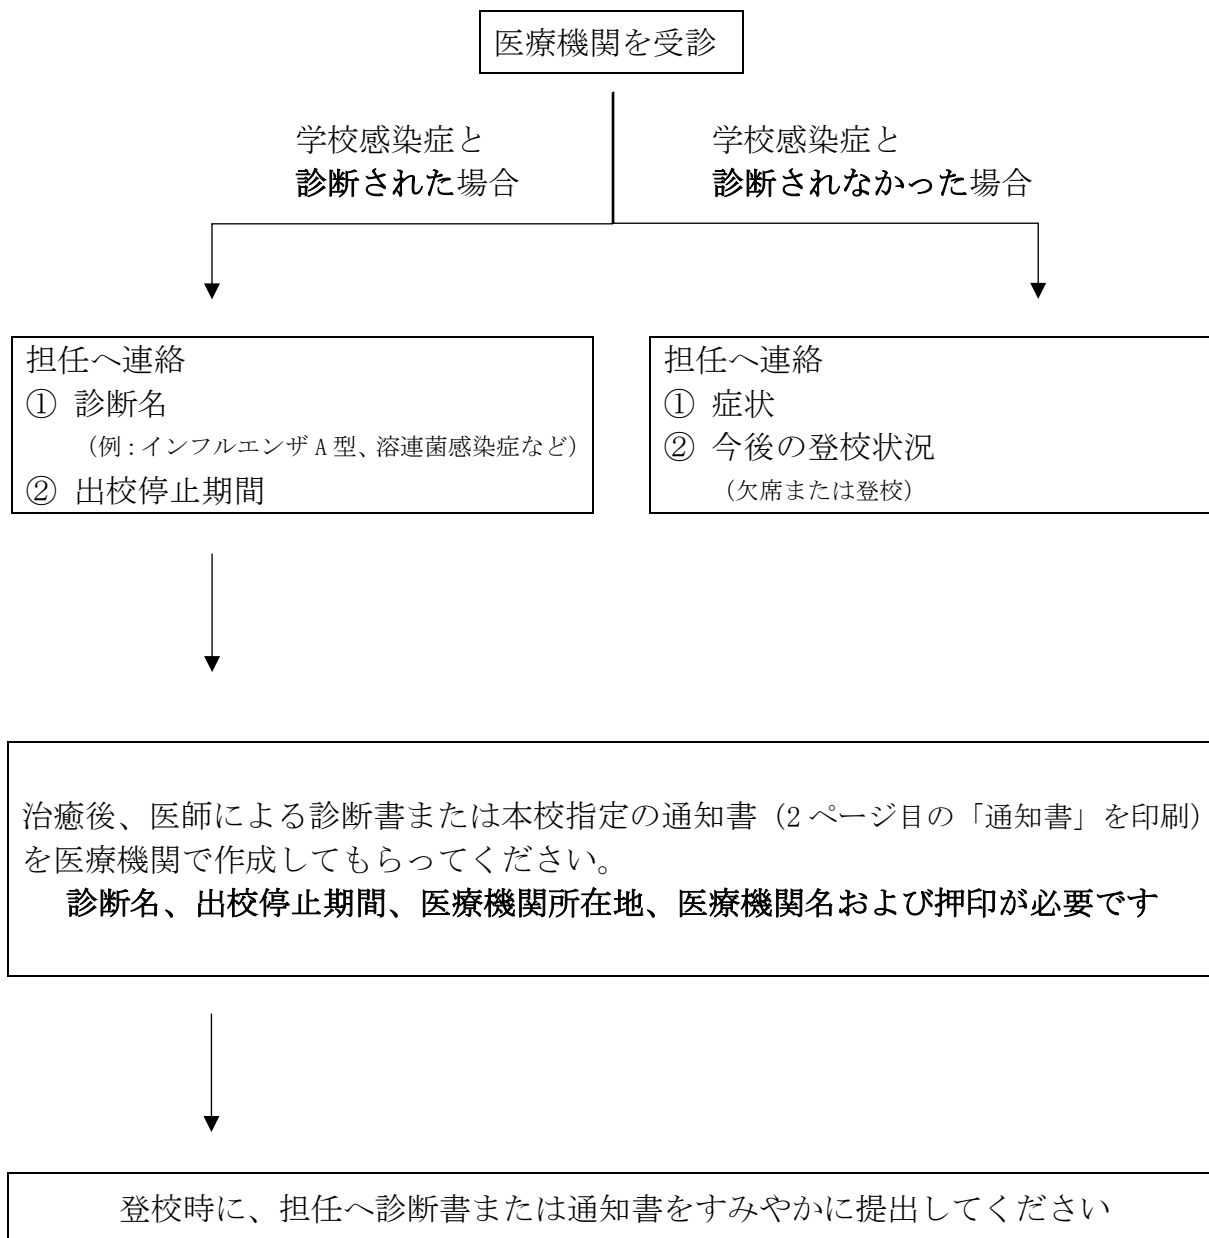 医療機関を受診
学校感染症と
診断された場合
学校感染症と
診断されなかった場合
担任へ連絡
① 診断名
（例：インフルエンザA型、溶連菌感染症など）
② 出校停止期間
担任へ連絡
① 症状
② 今後の登校状況
（欠席または登校）
治癒後、医師による診断書または本校指定の通知書（2ページ目の「通知書」を印刷）
を医療機関で作成してもらってください。
診断名、出校停止期間、医療機関所在地、医療機関名および押印が必要です
登校時に、担任へ診断書または通知書をすみやかに提出してください